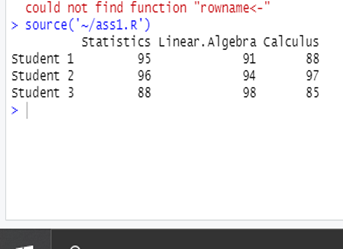 could not find function "rowname<-"
> source('~/ass1.R')
Statistics Linear.Algebra Calculus
Student 1 95 91 88
Student 2 96 94 97
Student 3 88 98 85
>